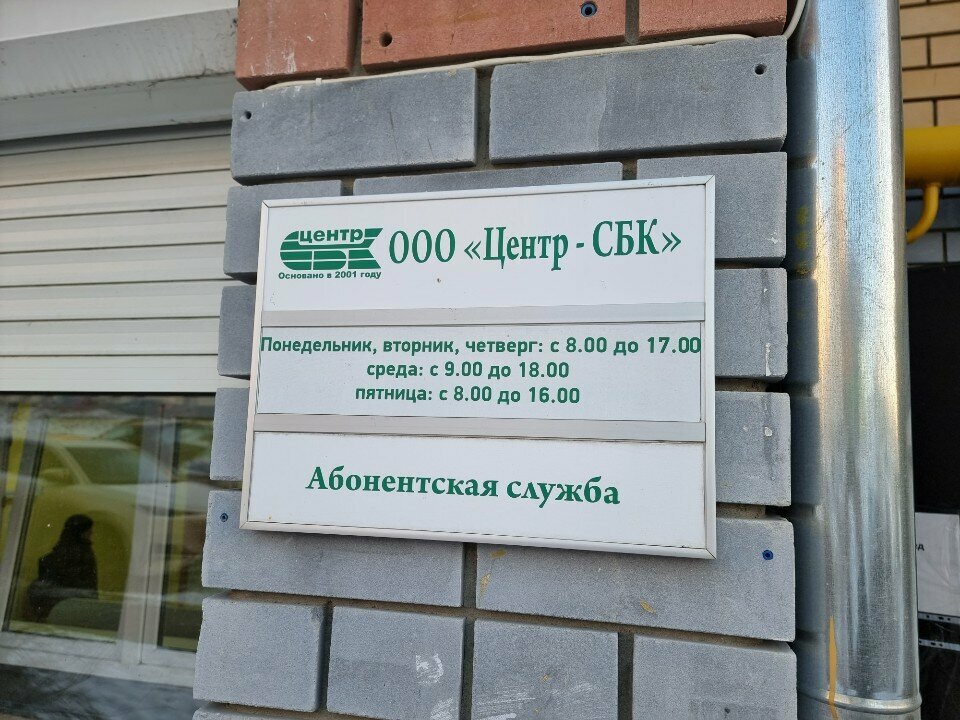 центр
СБК
Основано в 2001 году
ООО «Центр - СБК»
Понедельник, вторник, четверг: с 8.00 до 17.00
среда: с 9.00 до 18.00
пятница: с 8.00 до 16.00
Абонентская служба